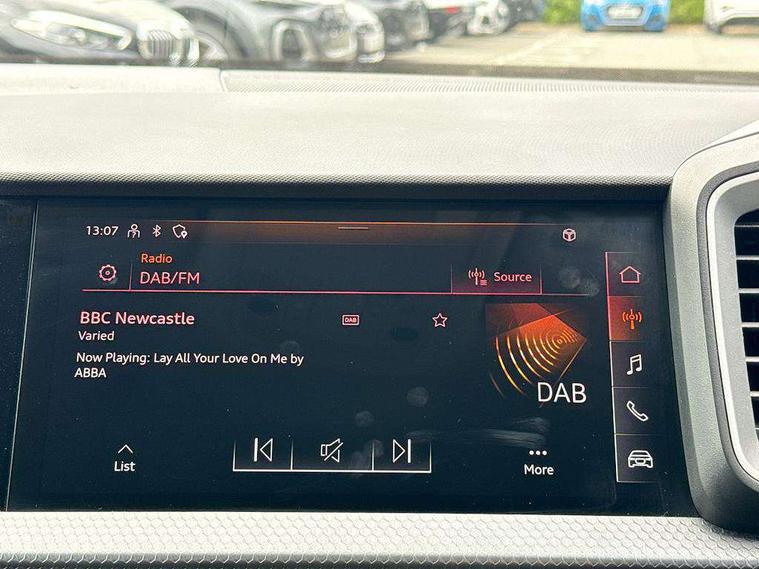 13:07
Radio
DAB/FM
Source
BBC Newcastle
DAB
Varied
Now Playing: Lay All Your Love On Me by
ABBA
DAB
List
More